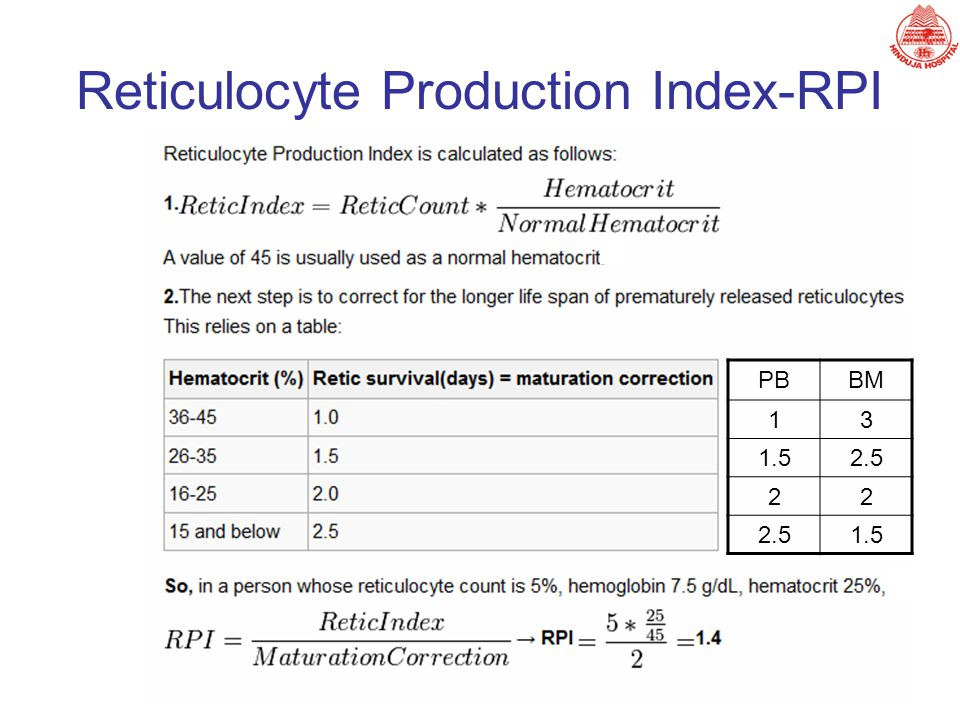 HINDUJA HOSPITAL
Reticulocyte Production Index-RPI
Reticulocyte Production Index is calculated as follows:
1. ReticIndex = ReticCount * Hematocrit / NormalHematocrit
A value of 45 is usually used as a normal hematocrit.
2.The next step is to correct for the longer life span of prematurely released reticulocytes
This relies on a table:
Hematocrit (%) Retic survival(days) = maturation correction PB BM
36-45 1.0 1 3
26-35 1.5 1.5 2.5
16-25 2.0 2 2
15 and below 2.5 2.5 1.5
So, in a person whose reticulocyte count is 5%, hemoglobin 7.5 g/dL, hematocrit 25%,
RPI = ReticIndex / MaturationCorrection → RPI = 5 * 25/45 / 2 = 1.4